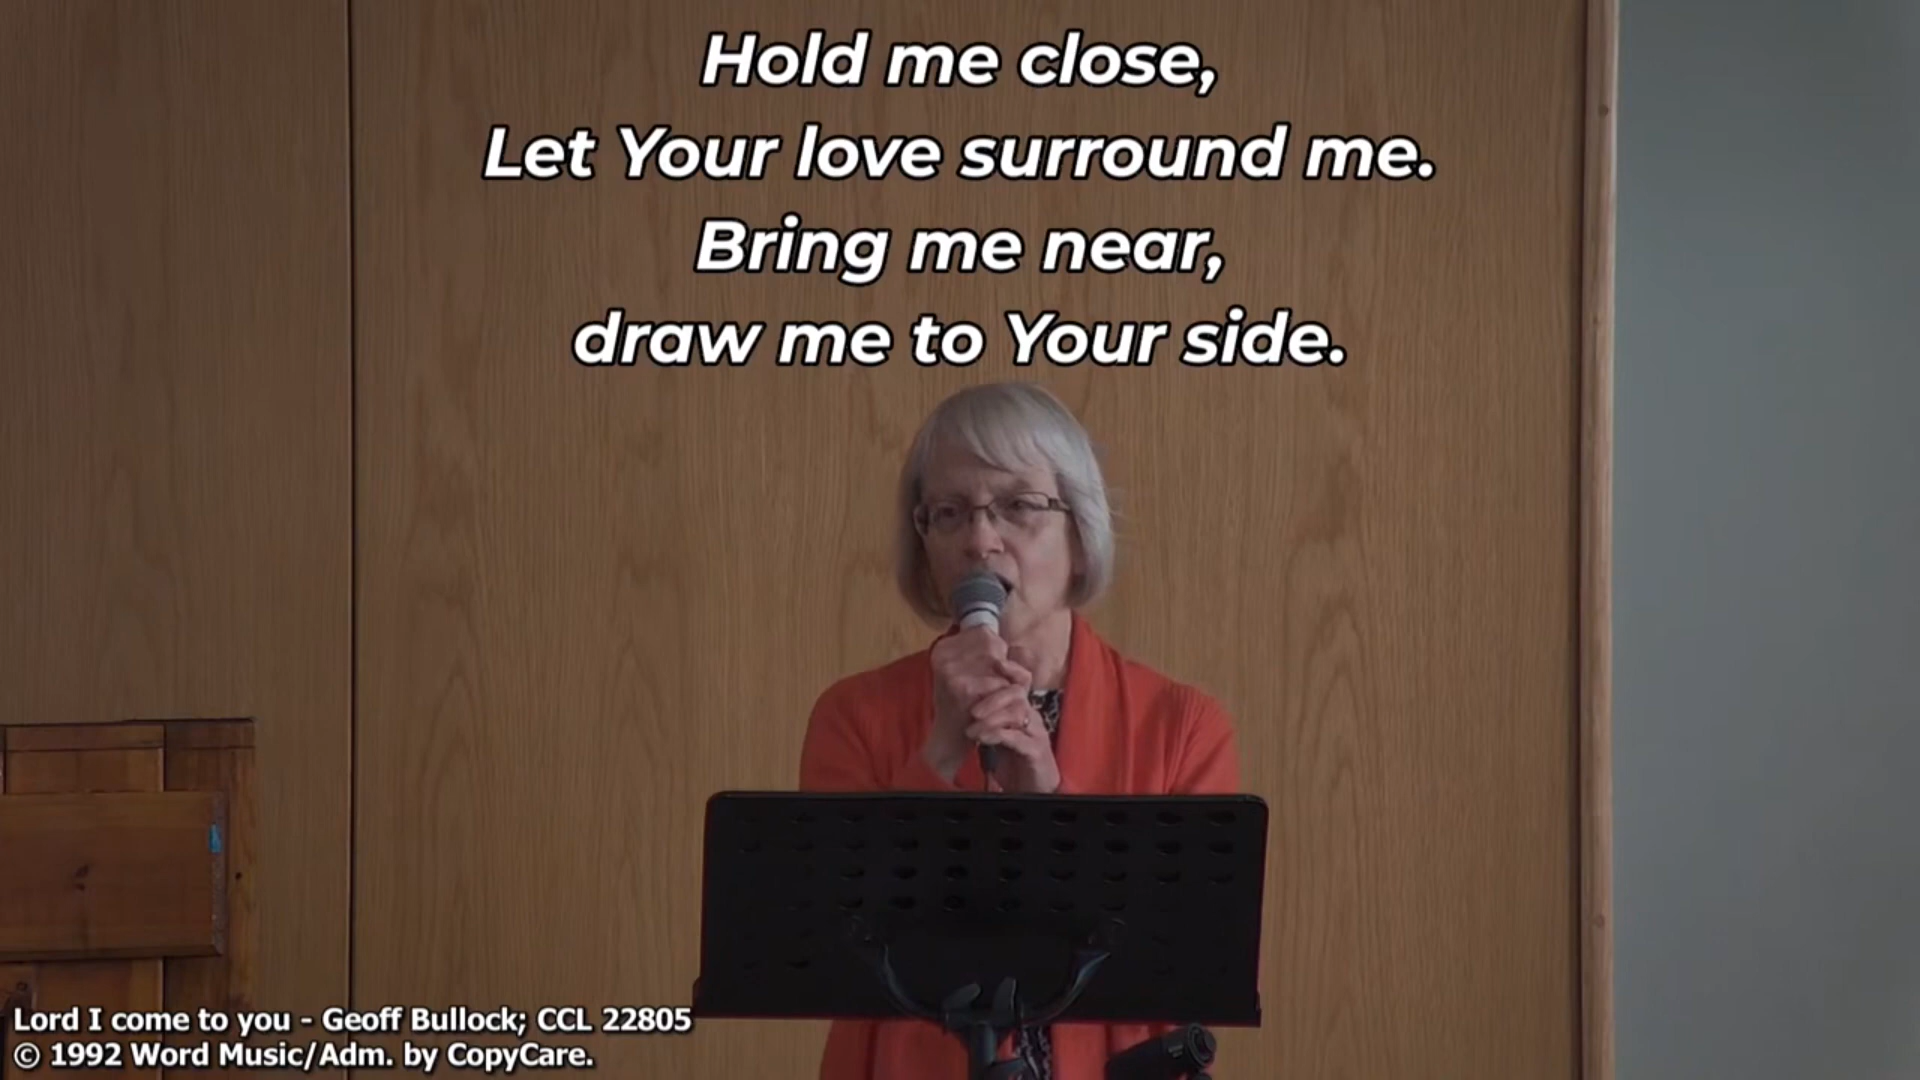 Hold me close,
Let Your love surround me.
Bring me near,
draw me to Your side.
Lord I come to you - Geoff Bullock; CCL 22805
© 1992 Word Music/Adm. by CopyCare.